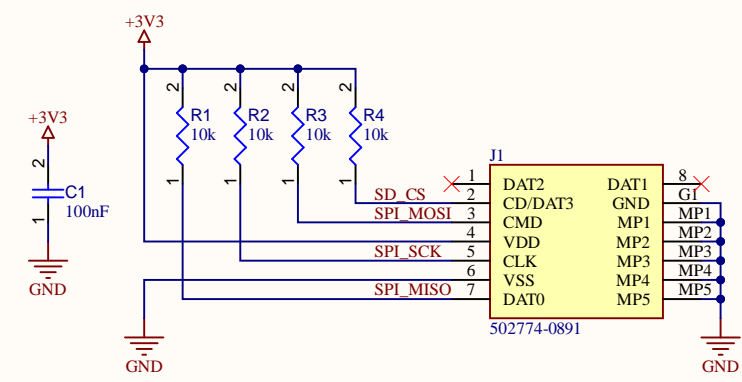 +3V3
2 2 2 2
R1 R2 R3 R4
10k 10k 10k 10k
1 1 1 1
+3V3
2
C1
100nF
1
GND
J1
1 DAT2 DAT1 8
SD_CS 2 CD/DAT3 GND G1
SPI_MOSI 3 CMD MP1 MP1
4 VDD MP2 MP2
SPI_SCK 5 CLK MP3 MP3
6 VSS MP4 MP4
SPI_MISO 7 DAT0 MP5 MP5
502774-0891
GND GND